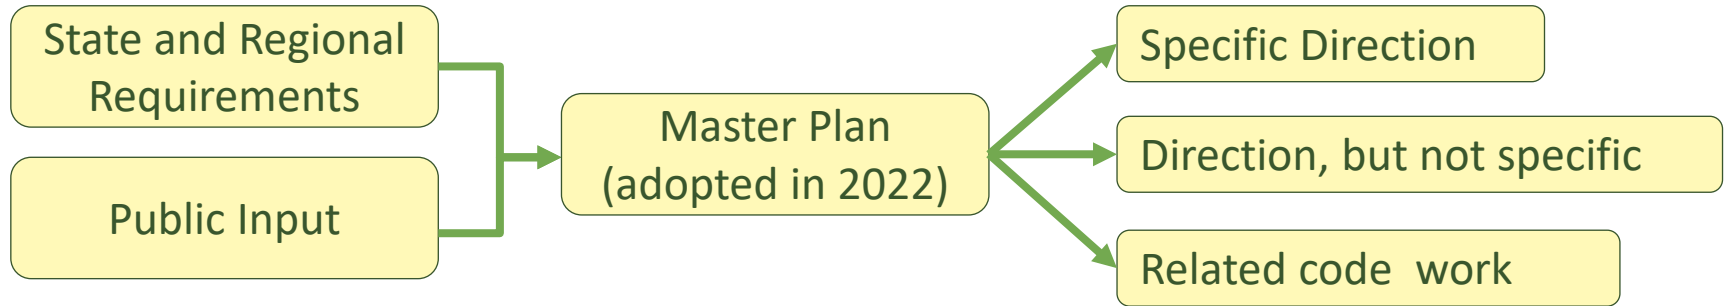 State and Regional
Requirements
Public Input
Master Plan
(adopted in 2022)
Specific Direction
Direction, but not specific
Related code  work